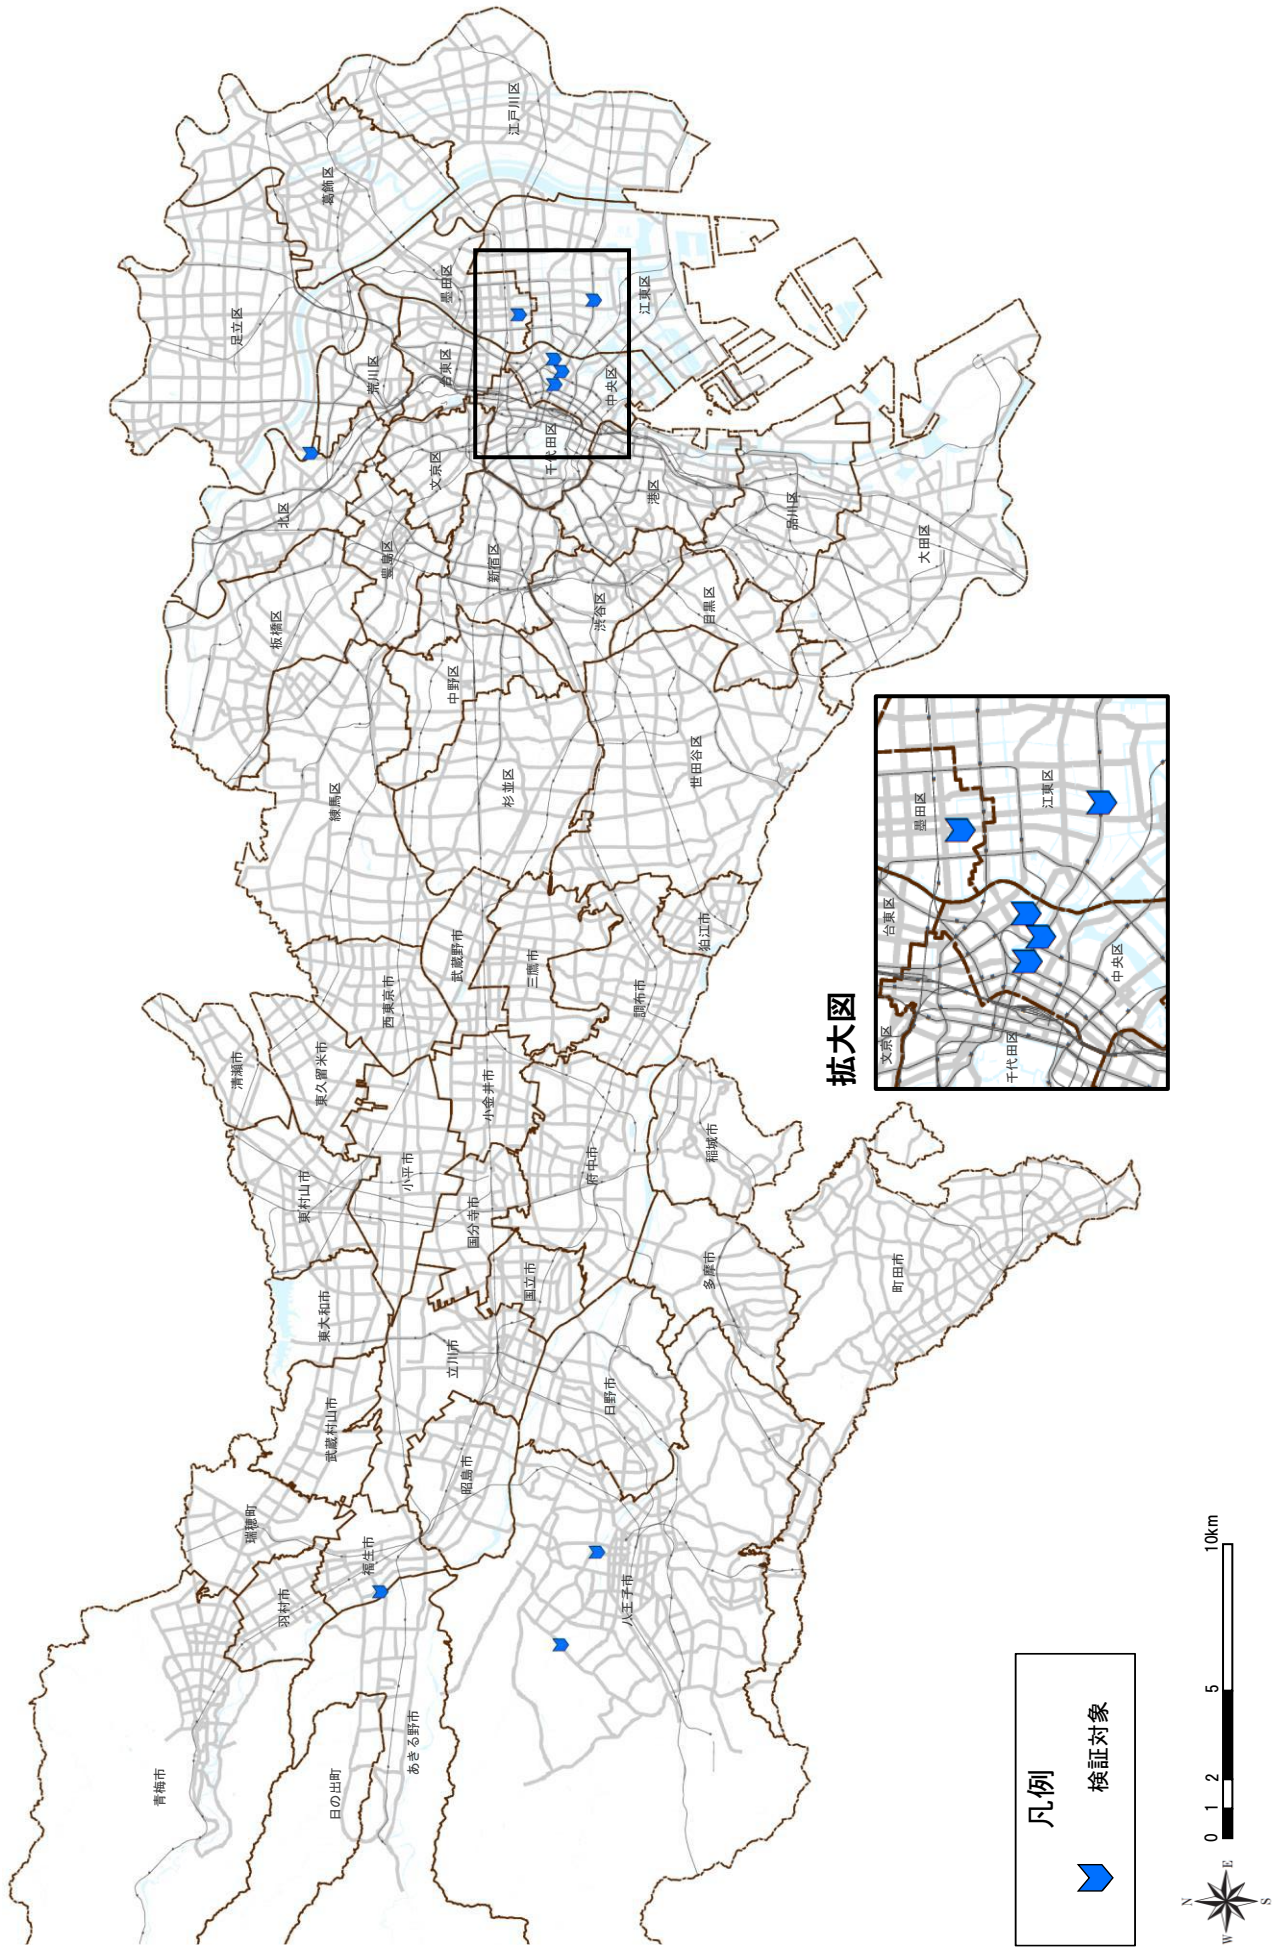 青梅市
日の出町
あきる野市
羽村市
瑞穂町
福生市
八王子市
昭島市
武蔵村山市
東大和市
立川市
日野市
国立市
国分寺市
東村山市
小平市
府中市
多摩市
稲城市
町田市
清瀬市
東久留米市
小金井市
西東京市
武蔵野市
三鷹市
調布市
狛江市
練馬区
杉並区
世田谷区
中野区
板橋区
豊島区
新宿区
渋谷区
目黒区
北区
文京区
千代田区
港区
品川区
大田区
足立区
荒川区
台東区
墨田区
中央区
江東区
葛飾区
江戸川区
拡大図
文京区
台東区
墨田区
千代田区
中央区
江東区
凡例
検証対象
0 1 2 5 10km
N
W
E
S